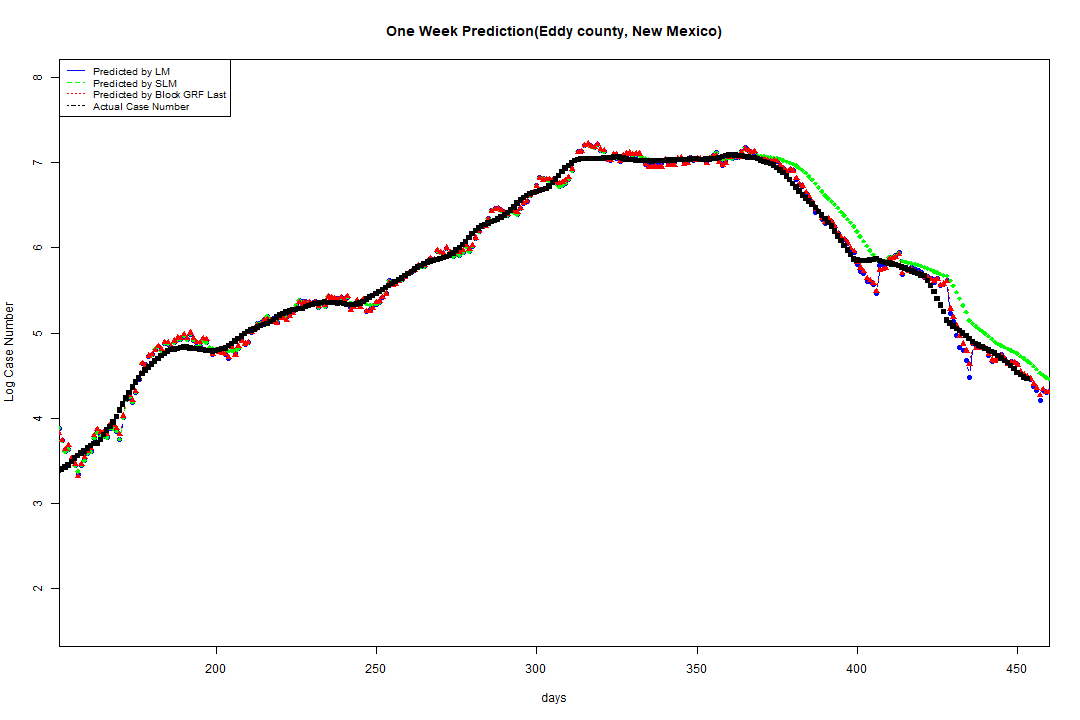 One Week Prediction(Eddy county, New Mexico)
Predicted by LM
Predicted by SLM
Predicted by Block GRF Last
Actual Case Number
8
7
6
5
4
3
2
Log Case Number
200
250
300
350
400
450
days